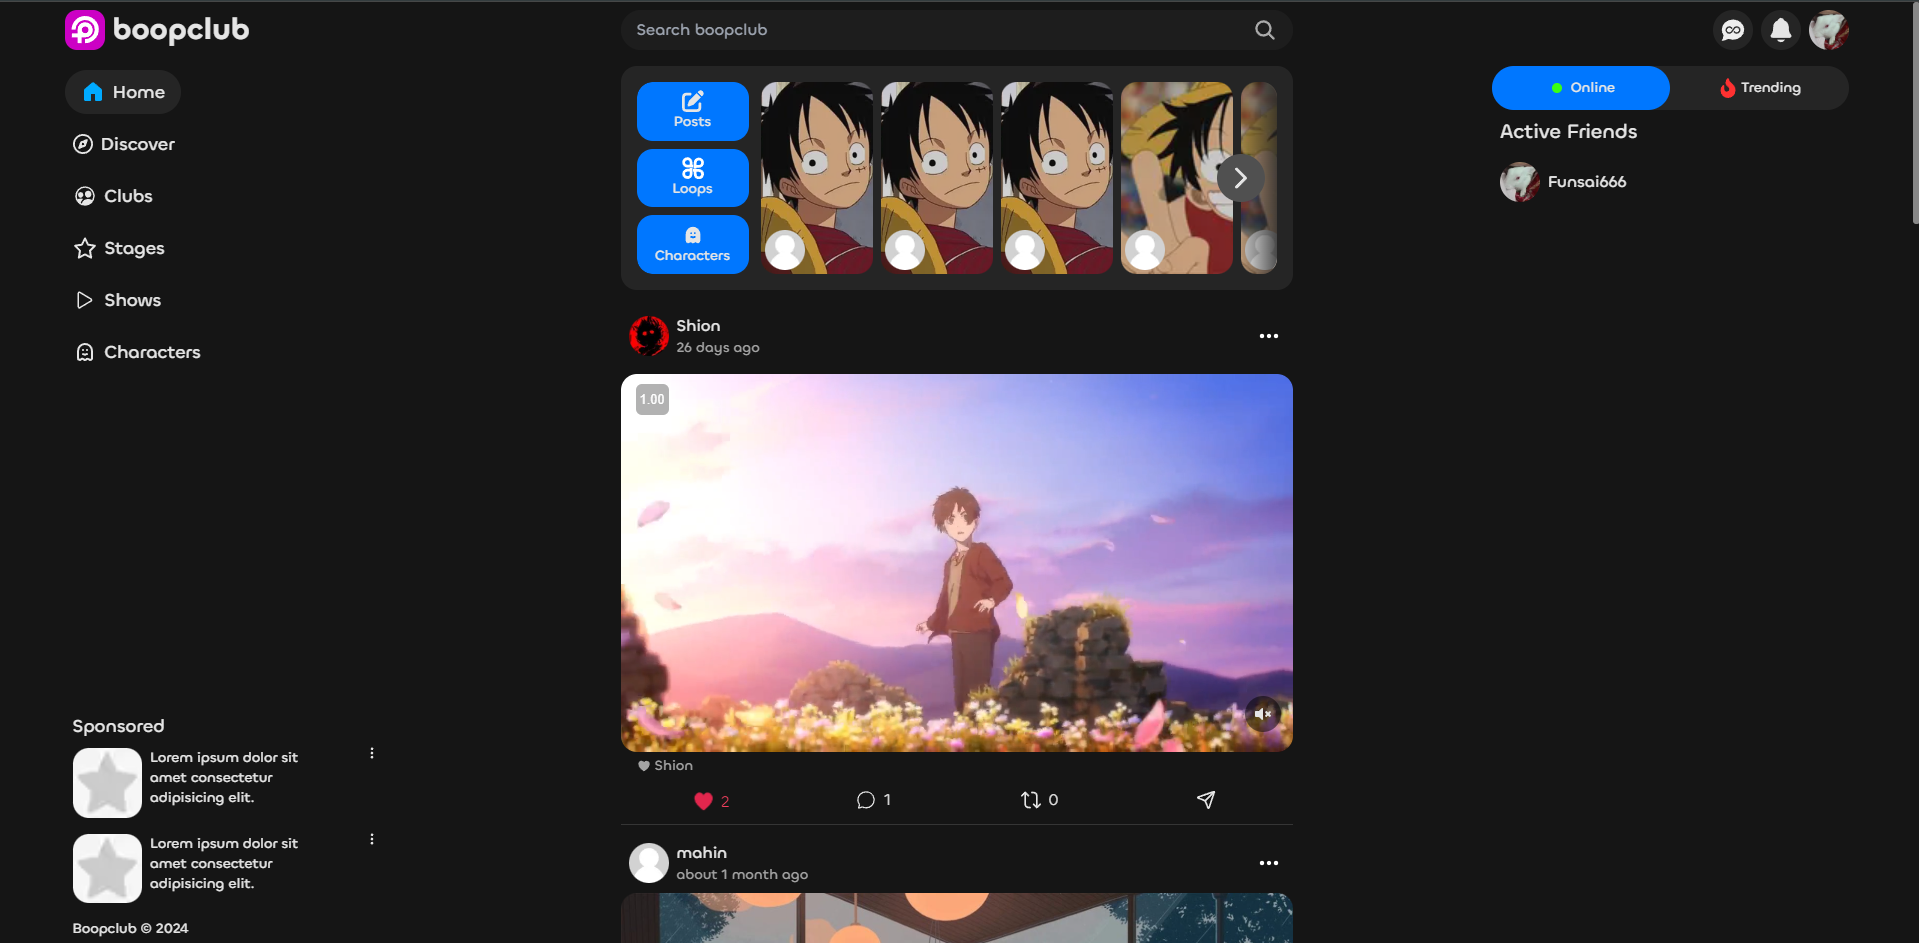 boopclub
Search boopclub
Home
Discover
Clubs
Stages
Shows
Characters
Sponsored
Lorem ipsum dolor sit
amet consectetur
adipisicing elit.
Lorem ipsum dolor sit
amet consectetur
adipisicing elit.
Boopclub © 2024
Posts
Loops
Characters
Shion
26 days ago
1.00
Shion
2
1
0
mahin
about 1 month ago
Online
Trending
Active Friends
Funsai666